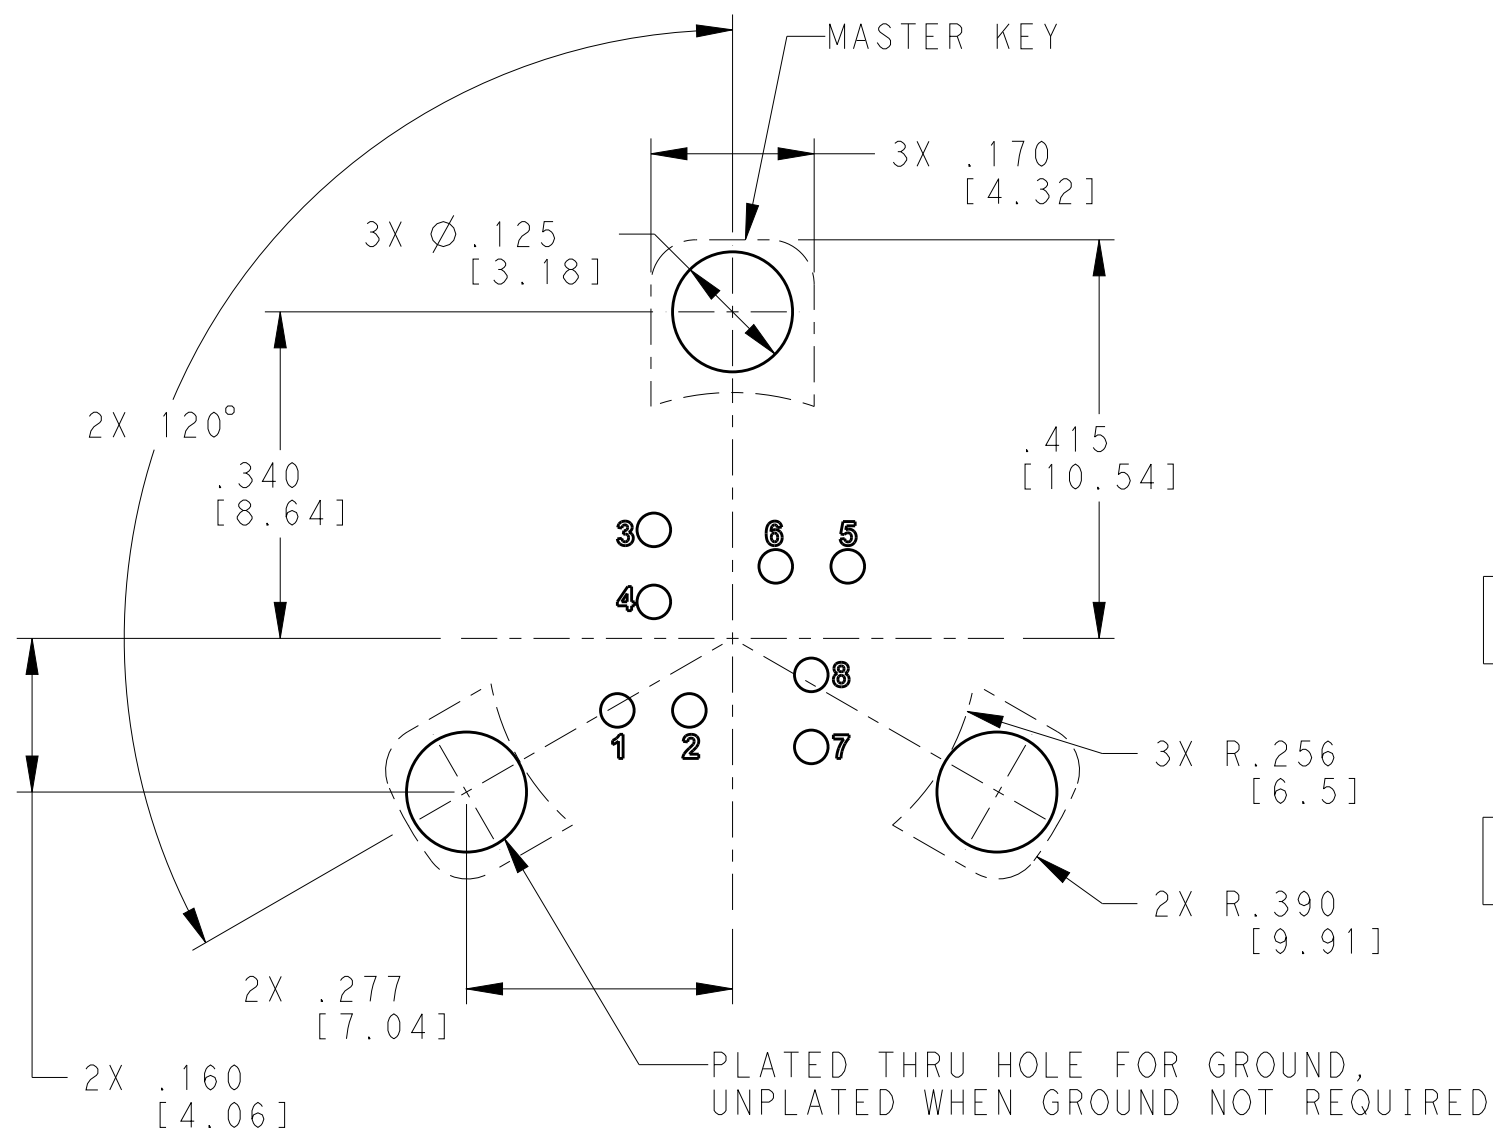 MASTER KEY
3X .170
[4.32]
3X Ø.125
[3.18]
2X 120°
.340
[8.64]
.415
[10.54]
3
6
5
4
8
1
2
7
3X R.256
[6.5]
2X R.390
[9.91]
2X .277
[7.04]
2X .160
[4.06]
PLATED THRU HOLE FOR GROUND,
UNPLATED WHEN GROUND NOT REQUIRED